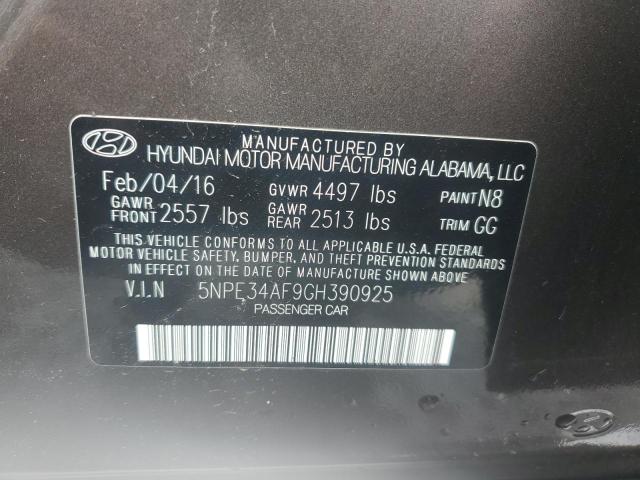 MANUFACTURED BY
HYUNDAI MOTOR MANUFACTURING ALABAMA, LLC
Feb/04/16 GVWR 4497 lbs PAINT N8
GAWR FRONT 2557 lbs GAWR REAR 2513 lbs TRIM GG
THIS VEHICLE CONFORMS TO ALL APPLICABLE U.S.A. FEDERAL
MOTOR VEHICLE SAFETY, BUMPER, AND THEFT PREVENTION STANDARDS
IN EFFECT ON THE DATE OF MANUFACTURE SHOWN ABOVE.
V.I.N 5NPE34AF9GH390925
PASSENGER CAR